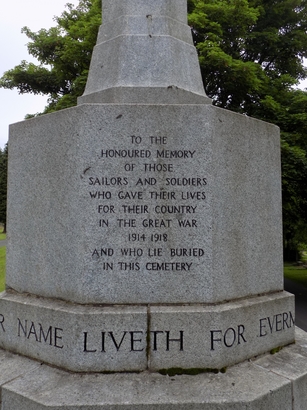 TO THE
HONOURED MEMORY
OF THOSE
SAILORS AND SOLDIERS
WHO GAVE THEIR LIVES
FOR THEIR COUNTRY
IN THE GREAT WAR
1914 1918
AND WHO LIE BURIED
IN THIS CEMETERY
R NAME LIVETH FOR EVERM